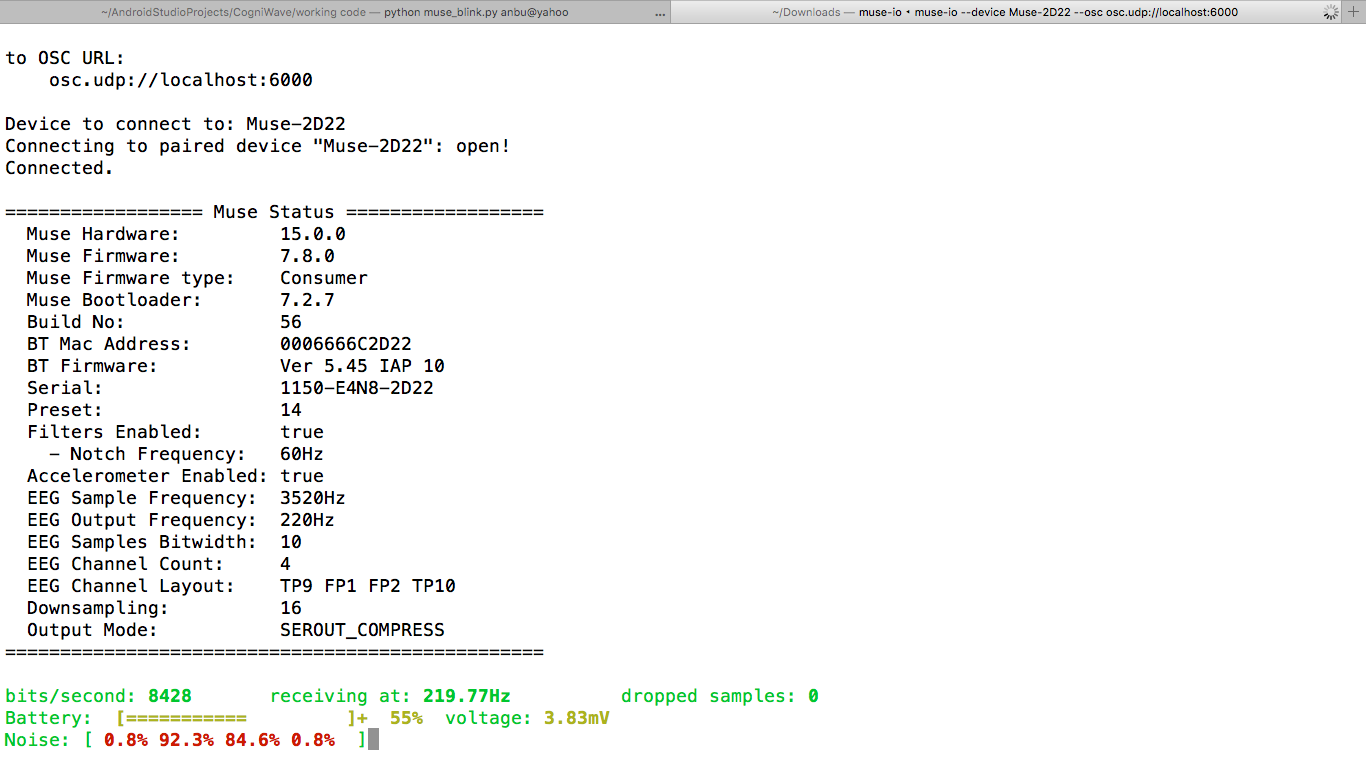 ~/AndroidStudioProjects/CogniWave/working code — python muse_blink.py anbu@yahoo ...
~/Downloads — muse-io • muse-io --device Muse-2D22 --osc osc.udp://localhost:6000 +
to OSC URL:
osc.udp://localhost:6000
Device to connect to: Muse-2D22
Connecting to paired device "Muse-2D22": open!
Connected.
================== Muse Status ==================
Muse Hardware: 15.0.0
Muse Firmware: 7.8.0
Muse Firmware type: Consumer
Muse Bootloader: 7.2.7
Build No: 56
BT Mac Address: 0006666C2D22
BT Firmware: Ver 5.45 IAP 10
Serial: 1150-E4N8-2D22
Preset: 14
Filters Enabled: true
– Notch Frequency: 60Hz
Accelerometer Enabled: true
EEG Sample Frequency: 3520Hz
EEG Output Frequency: 220Hz
EEG Samples Bitwidth: 10
EEG Channel Count: 4
EEG Channel Layout: TP9 FP1 FP2 TP10
Downsampling: 16
Output Mode: SEROUT_COMPRESS
=================================================
bits/second: 8428 receiving at: 219.77Hz dropped samples: 0
Battery: [=========== ]+ 55% voltage: 3.83mV
Noise: [ 0.8% 92.3% 84.6% 0.8% ]